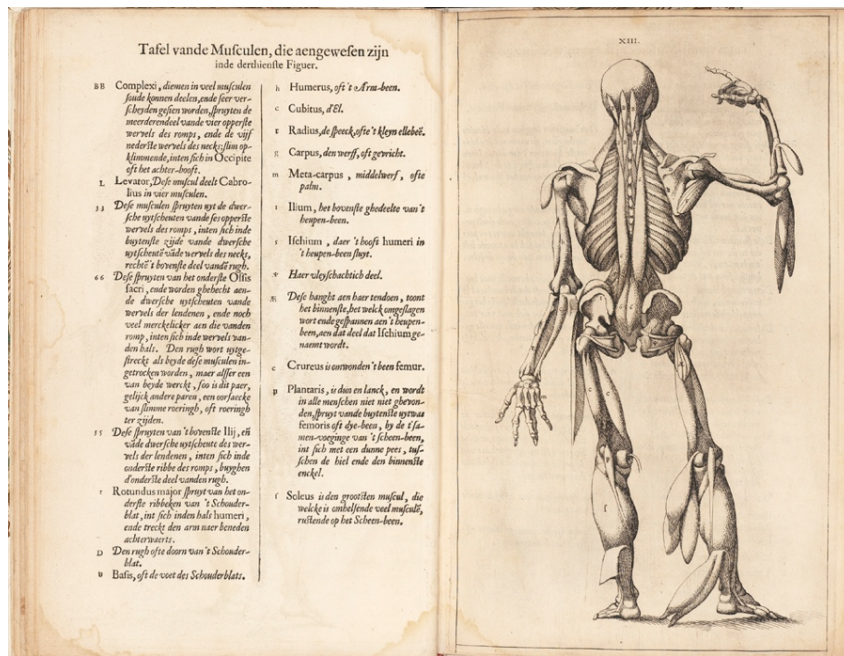 Tafel vande Muſculen, die aengeweſen zijn
inde derthienſte Figuer.
BB Complexi, diemen in veel muſculen
ſoude konnen deelen, ende ſeer ver-
ſcheyden geſien worden, ſpruyten de
meerderendeel vande vier opperſte
wervels des romps, ende de vijf
nederſte wervels des necks: ſlim op-
klimmende, inten ſich in Occipite
oft het achter-hooft.
L Levator, Deſe muſcul deelt Cabro-
lius in vier muſculen.
33 Deſe muſculen ſpruyten uyt de dwer-
ſche uytſcheuten vande ſes opperſte
wervels des romps, inten ſich inde
buytenſte zijde vande dwerſche
uytſcheutē vāde wervels des necks,
rechtē 't bovenſte deel vandē rugh.
66 Deſe ſpruyten van het onderſte Oſſis
ſacri, ende worden ghehecht aen-
de dwerſche uytſcheuten vande
wervels der lendenen, ende noch
veel merckelicker aen die vanden
romp, inten ſich inde wervels van-
den hals. Den rugh wort uytge-
ſtreckt als beyde deſe muſculen in-
getrocken worden, maer alſſer een
van beyde werckt, ſoo is dit paer,
gelijck andere paren, een oorſaecke
van ſlimme roeringh, oft roeringh
ter zijden.
55 Deſe ſpruyten van 't bovenſte Ilij, eñ
vāde dwerſche uytſcheute des wer-
vels der lendenen, inten ſich inde
onderſte ribbe des romps, buyghen
d'onderſte deel vanden rugh.
Rotundus major ſpruyt van het on-
derſte ribbeken van 't Schouder-
blat, int ſich inden hals humeri,
ende treckt den arm naer beneden
achterwaerts.
D Den rugh ofte doorn van 't Schouder-
blat.
Baſis, oft de voet des Schouderblats.
h Humerus, oft 't Arm-been.
c Cubitus, d'El.
Radius, de ſpeeck, ofte 't kleyn ellebeē.
g Carpus, den werff, oft gewricht.
m Meta-carpus, middelwerf, ofte
palm.
Ilium, het bovenſte ghedeelte van 't
heupen-been.
Iſchium, daer 't hooft humeri in
't heupen-been ſluyt.
Haer vleyſchachtich deel.
Deſe hanght aen haer tendoen, toont
het binnenſte, het welck omgeſlagen
wort ende geſpannen aen 't heupen-
been, aen dat deel dat Iſchium ge-
naemt wordt.
c Crureus is omwonden 't been femur.
p Plantaris, is dun en lanck, en wordt
in alle menſchen niet niet ghevon-
den, ſpruyt vande buytenſte uytwas
femoris oft dye-been, by de t'ſa-
men-voeginge van 't ſcheen-been,
int ſich met een dunne pees, tuſ-
ſchen de hiel ende den binnenſte
enckel.
ſ Soleus is den grootſten muſcul, die
welcke is omhelſende veel muſculē,
ruſtende op het Scheen-been.
XIII.